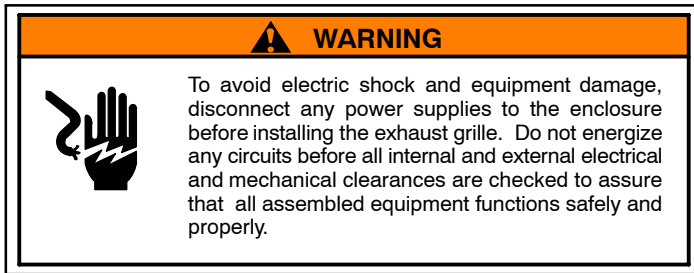 WARNING
To avoid electric shock and equipment damage,
disconnect any power supplies to the enclosure
before installing the exhaust grille. Do not energize
any circuits before all internal and external electrical
and mechanical clearances are checked to assure
that all assembled equipment functions safely and
properly.